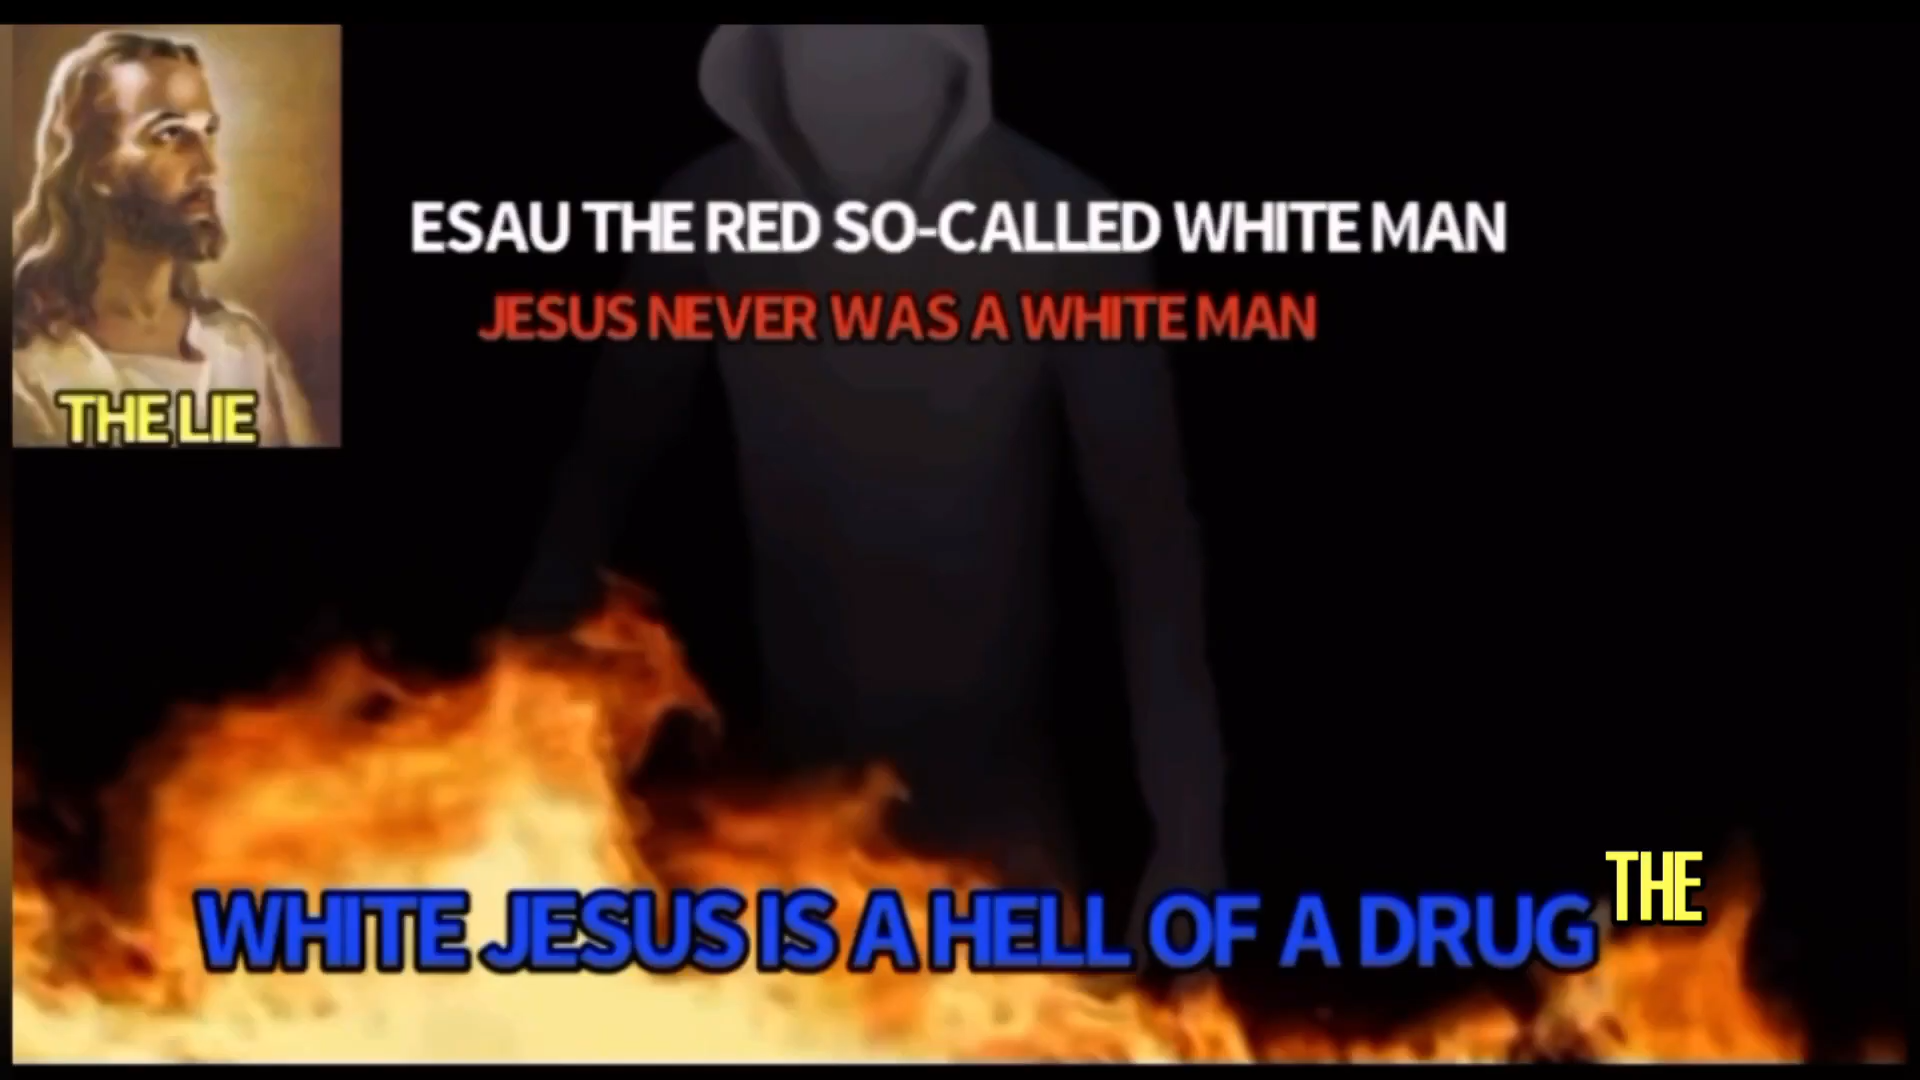 ESAU THE RED SO-CALLED WHITE MAN
JESUS NEVER WAS A WHITE MAN
THE LIE
THE
WHITE JESUS IS A HELL OF A DRUG